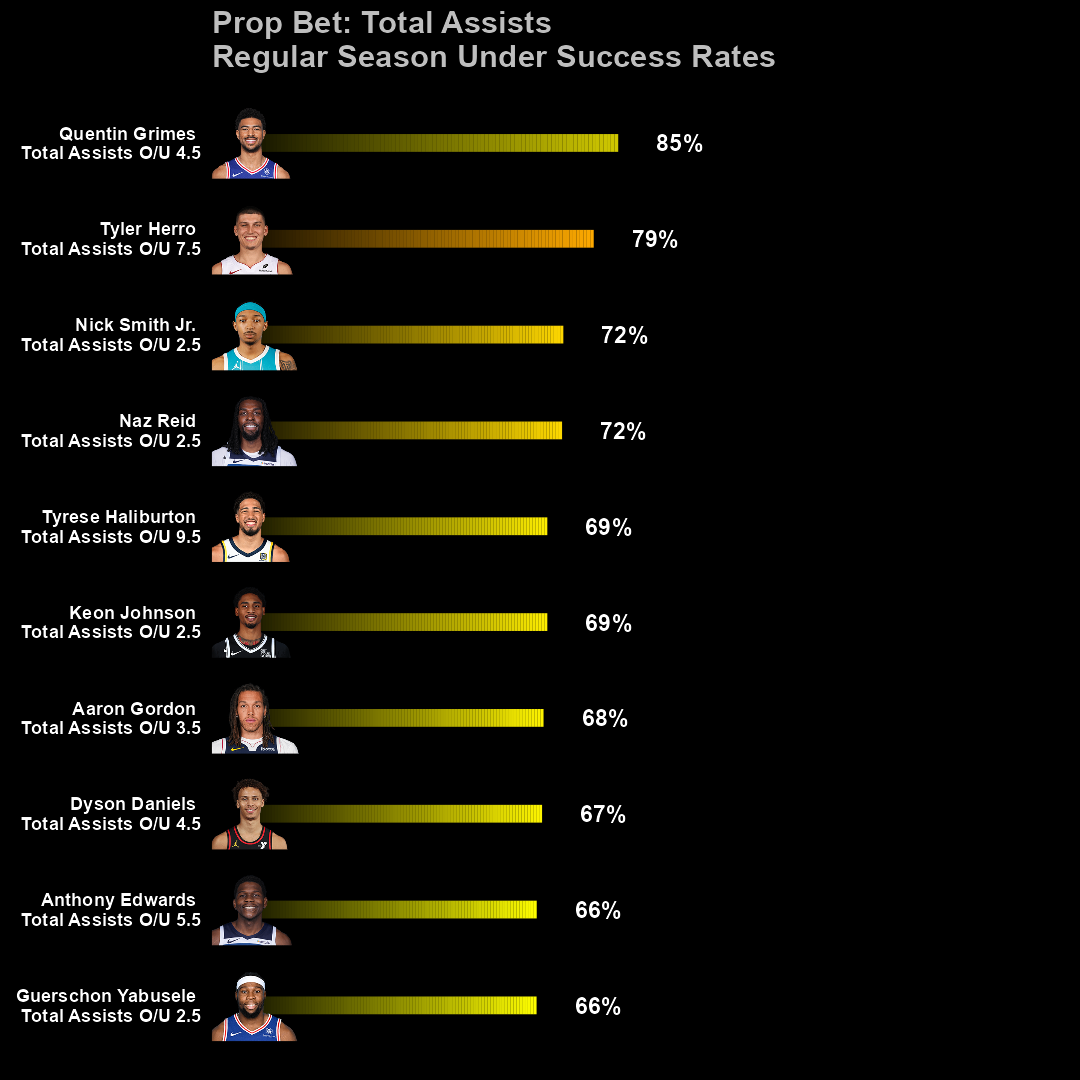 Prop Bet: Total Assists
Regular Season Under Success Rates
Quentin Grimes
Total Assists O/U 4.5
85%
Tyler Herro
Total Assists O/U 7.5
79%
Nick Smith Jr.
Total Assists O/U 2.5
72%
Naz Reid
Total Assists O/U 2.5
72%
Tyrese Haliburton
Total Assists O/U 9.5
69%
Keon Johnson
Total Assists O/U 2.5
69%
Aaron Gordon
Total Assists O/U 3.5
68%
Dyson Daniels
Total Assists O/U 4.5
67%
Anthony Edwards
Total Assists O/U 5.5
66%
Guerschon Yabusele
Total Assists O/U 2.5
66%